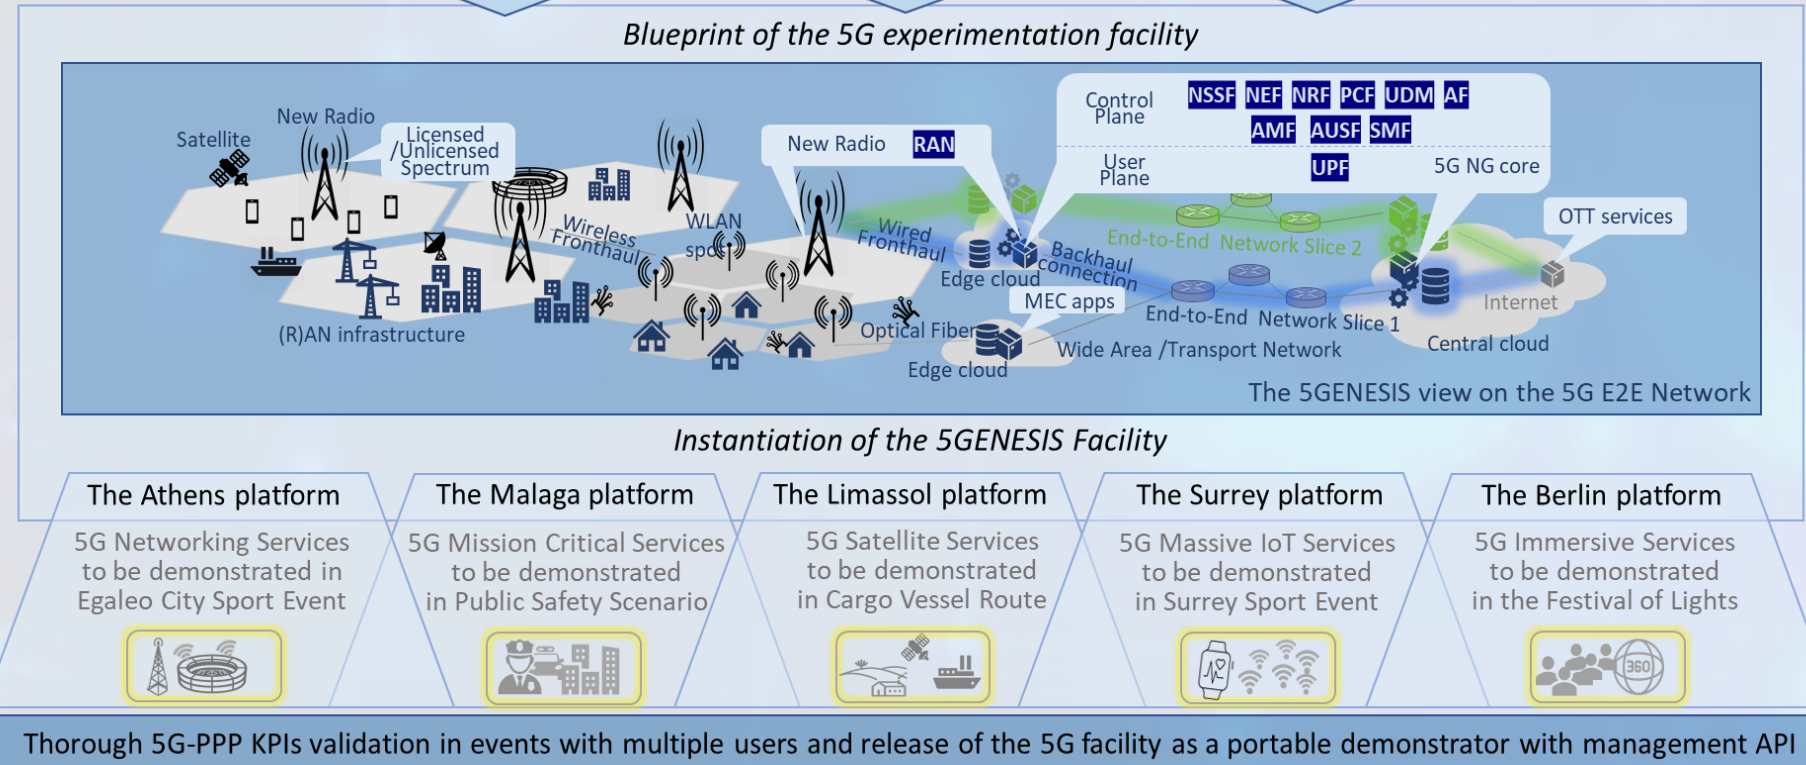 Blueprint of the 5G experimentation facility
New Radio
Satellite
Licensed
/Unlicensed
Spectrum
New Radio
RAN
Control
Plane
NSSF NEF NRF PCF UDM AF
AMF AUSF SMF
User
Plane
UPF
5G NG core
OTT services
Wireless
Fronthaul
WLAN
spot
Wired
Fronthaul
End-to-End Network Slice 2
Backhaul
connection
Edge cloud
MEC apps
Internet
End-to-End Network Slice 1
(R)AN infrastructure
Optical Fiber
Wide Area /Transport Network
Central cloud
Edge cloud
The 5GENESIS view on the 5G E2E Network
Instantiation of the 5GENESIS Facility
The Athens platform
5G Networking Services
to be demonstrated in
Egaleo City Sport Event
The Malaga platform
5G Mission Critical Services
to be demonstrated
in Public Safety Scenario
The Limassol platform
5G Satellite Services
to be demonstrated
in Cargo Vessel Route
The Surrey platform
5G Massive IoT Services
to be demonstrated
in Surrey Sport Event
The Berlin platform
5G Immersive Services
to be demonstrated
in the Festival of Lights
360
Thorough 5G-PPP KPIs validation in events with multiple users and release of the 5G facility as a portable demonstrator with management API